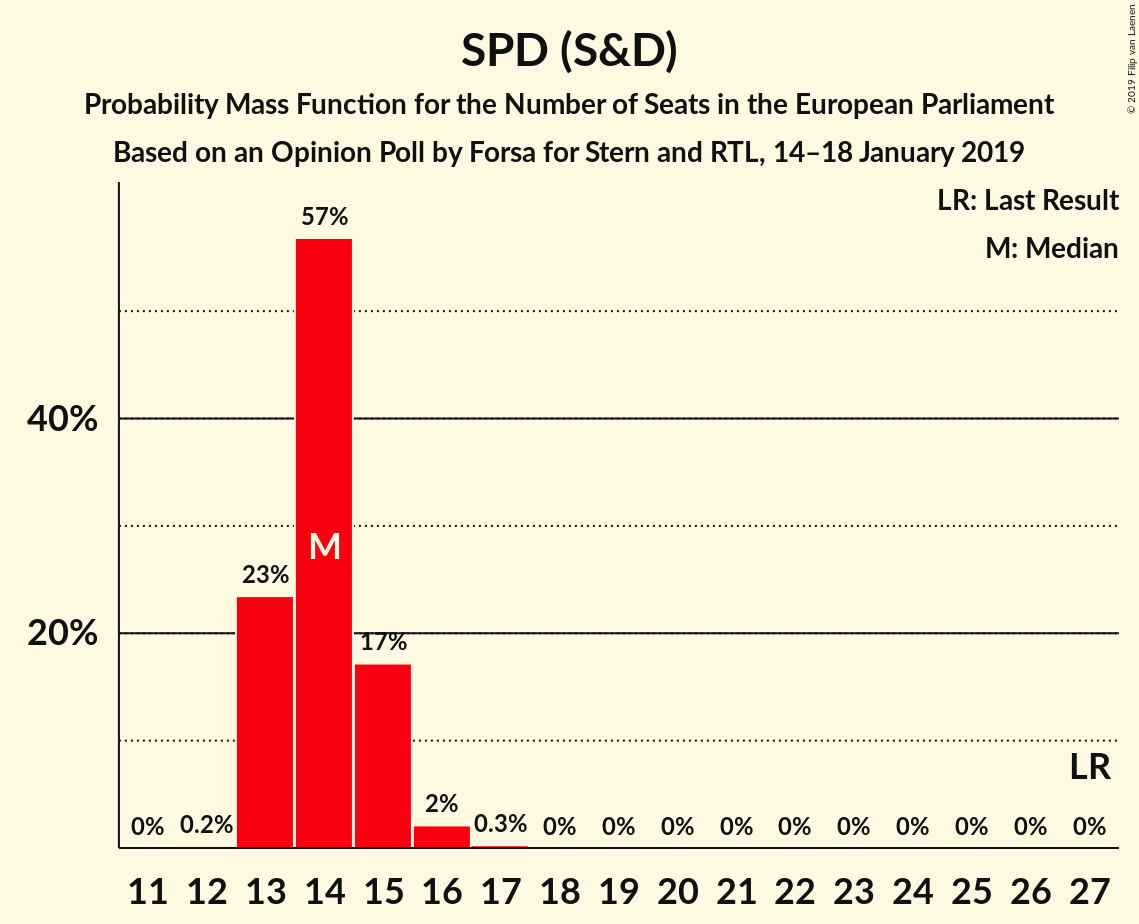 SPD (S&D)
Probability Mass Function for the Number of Seats in the European Parliament
Based on an Opinion Poll by Forsa for Stern and RTL, 14–18 January 2019
© 2019 Filip van Laenen
LR: Last Result
M: Median
57%
40%
M
23%
20%
17%
LR
0% 0.2% 2% 0.3% 0% 0% 0% 0% 0% 0% 0% 0% 0% 0%
11 12 13 14 15 16 17 18 19 20 21 22 23 24 25 26 27